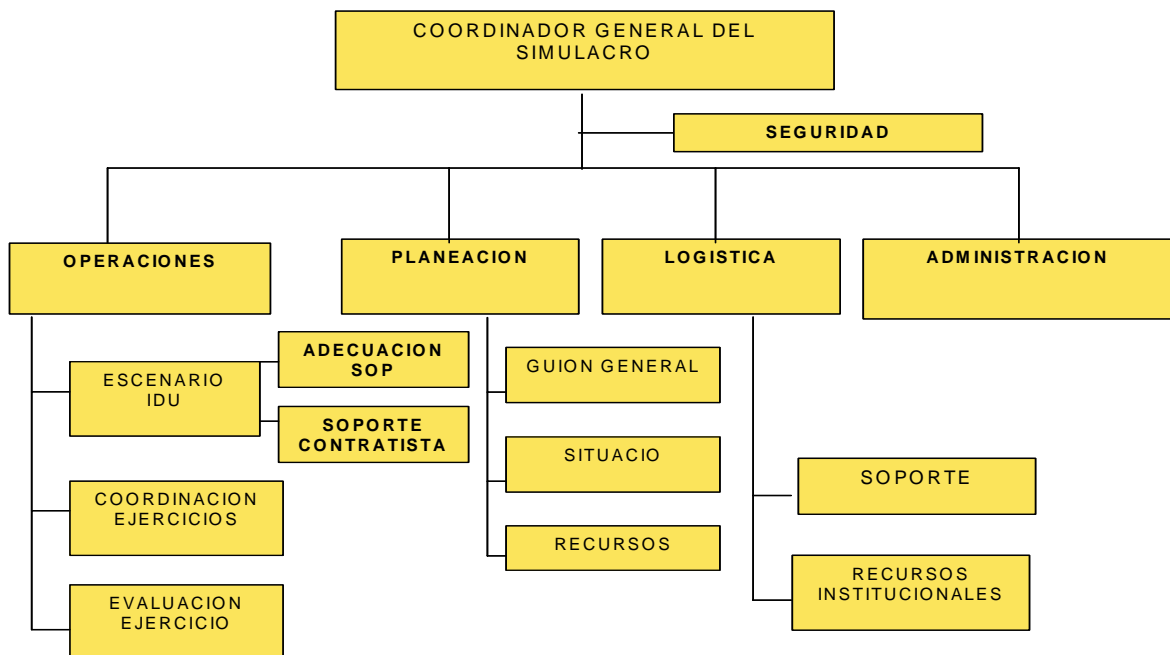 COORDINADOR GENERAL DEL
SIMULACRO
SEGURIDAD
OPERACIONES
PLANEACION
LOGISTICA
ADMINISTRACION
ESCENARIO
IDU
ADECUACION
SOP
SOPORTE
CONTRATISTA
COORDINACION
EJERCICIOS
EVALUACION
EJERCICIO
GUION GENERAL
SITUACIO
RECURSOS
SOPORTE
RECURSOS
INSTITUCIONALES